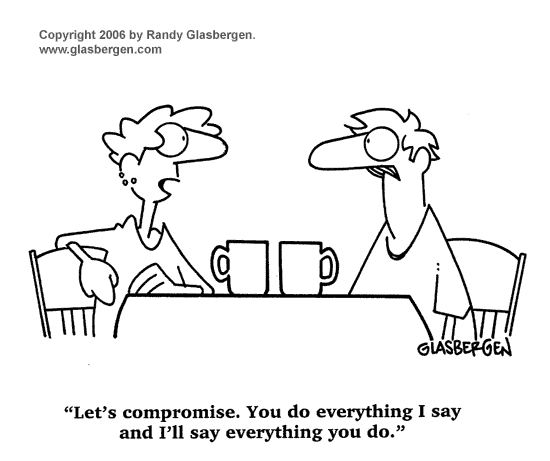 Copyright 2006 by Randy Glasbergen.
www.glasbergen.com
GLASBERGEN
“Let’s compromise. You do everything I say
and I’ll say everything you do.”